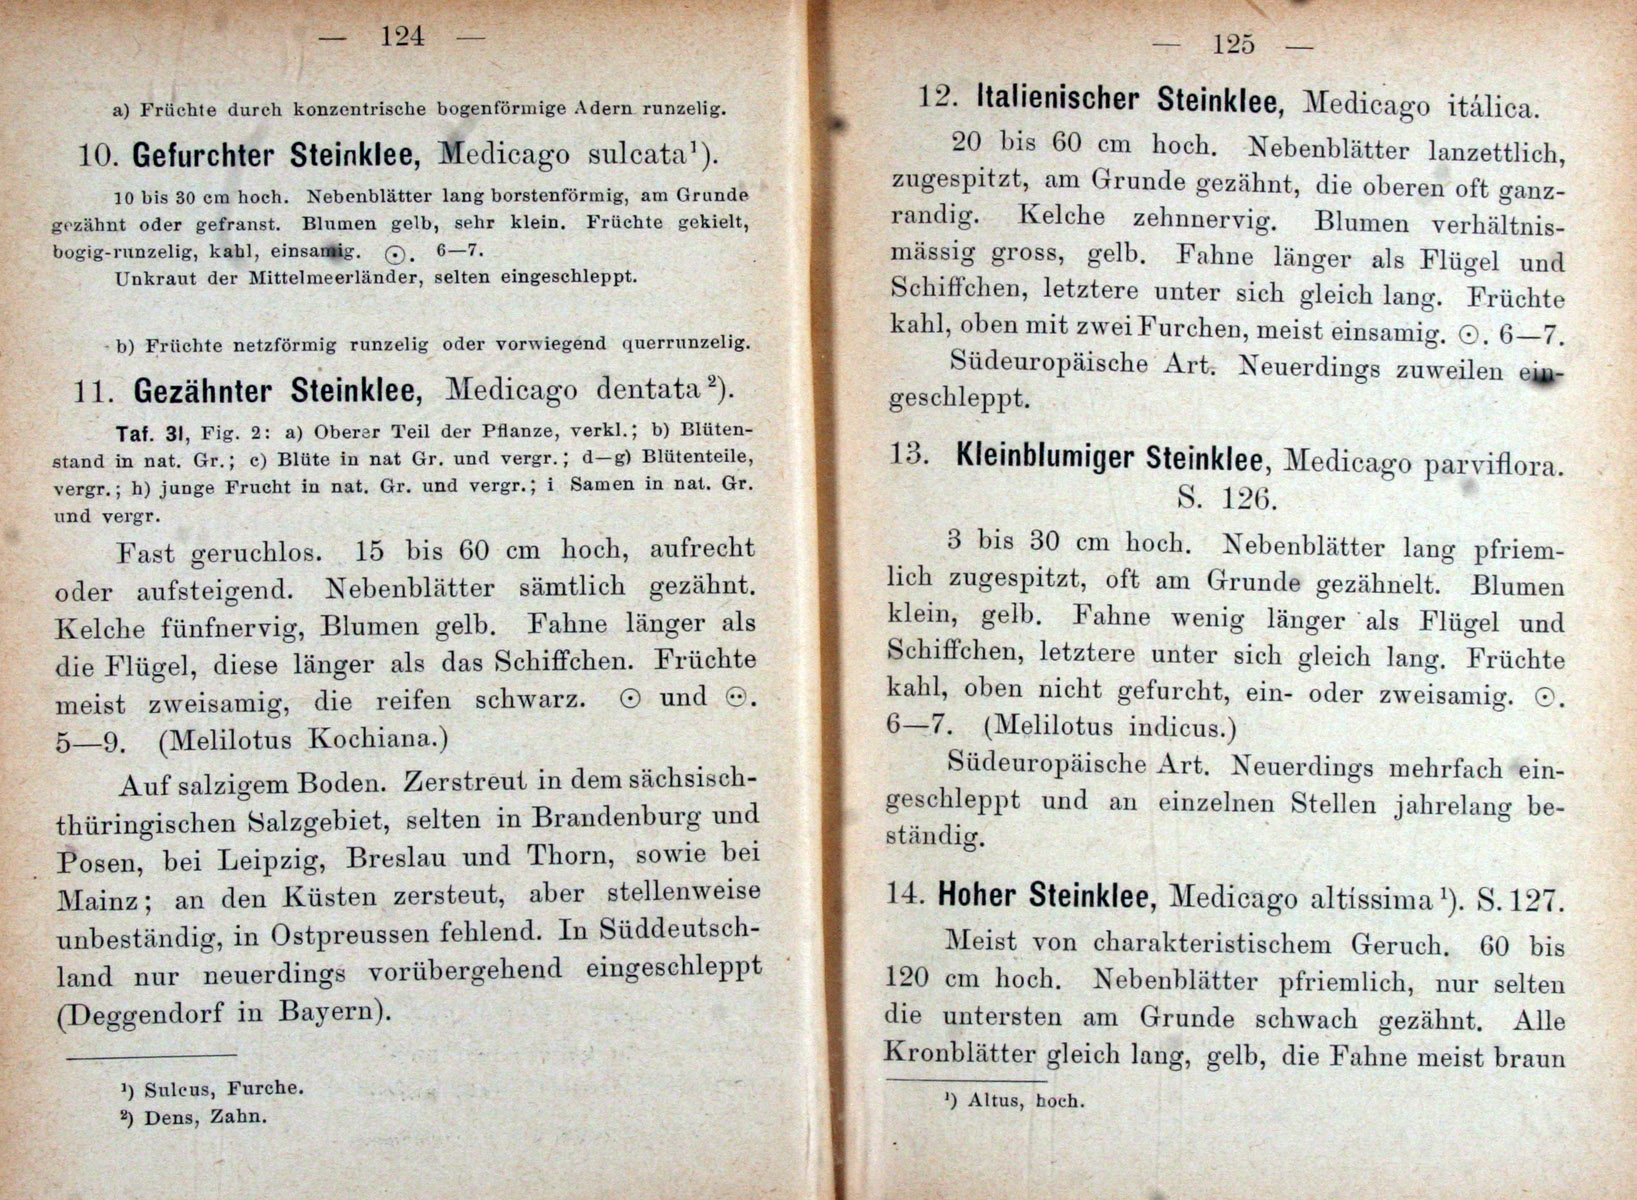 — 124 —
a) Früchte durch konzentrische bogenförmige Adern runzelig.
10. Gefurchter Steinklee, Medicago sulcata¹).
10 bis 30 cm hoch. Nebenblätter lang borstenförmig, am Grunde
gezähnt oder gefranst. Blumen gelb, sehr klein. Früchte gekielt,
bogig-runzelig, kahl, einsamig. ⊙. 6—7.
Unkraut der Mittelmeerländer, selten eingeschleppt.
b) Früchte netzförmig runzelig oder vorwiegend querrunzelig.
11. Gezähnter Steinklee, Medicago dentata²).
Taf. 31, Fig. 2: a) Oberer Teil der Pflanze, verkl.; b) Blüten-
stand in nat. Gr.; c) Blüte in nat Gr. und vergr.; d—g) Blütenteile,
vergr.; h) junge Frucht in nat. Gr. und vergr.; i Samen in nat. Gr.
und vergr.
Fast geruchlos. 15 bis 60 cm hoch, aufrecht
oder aufsteigend. Nebenblätter sämtlich gezähnt.
Kelche fünfnervig, Blumen gelb. Fahne länger als
die Flügel, diese länger als das Schiffchen. Früchte
meist zweisamig, die reifen schwarz. ⊙ und ⊙.
5—9. (Melilotus Kochiana.)
Auf salzigem Boden. Zerstreut in dem sächsisch-
thüringischen Salzgebiet, selten in Brandenburg und
Posen, bei Leipzig, Breslau und Thorn, sowie bei
Mainz; an den Küsten zersteut, aber stellenweise
unbeständig, in Ostpreussen fehlend. In Süddeutsch-
land nur neuerdings vorübergehend eingeschleppt
(Deggendorf in Bayern).
¹) Sulcus, Furche.
²) Dens, Zahn.
— 125 —
12. Italienischer Steinklee, Medicago itálica.
20 bis 60 cm hoch. Nebenblätter lanzettlich,
zugespitzt, am Grunde gezähnt, die oberen oft ganz-
randig. Kelche zehnnervig. Blumen verhältnis-
mässig gross, gelb. Fahne länger als Flügel und
Schiffchen, letztere unter sich gleich lang. Früchte
kahl, oben mit zwei Furchen, meist einsamig. ⊙. 6—7.
Südeuropäische Art. Neuerdings zuweilen ein-
geschleppt.
13. Kleinblumiger Steinklee, Medicago parviflora.
S. 126.
3 bis 30 cm hoch. Nebenblätter lang pfriem-
lich zugespitzt, oft am Grunde gezähnelt. Blumen
klein, gelb. Fahne wenig länger als Flügel und
Schiffchen, letztere unter sich gleich lang. Früchte
kahl, oben nicht gefurcht, ein- oder zweisamig. ⊙.
6—7. (Melilotus indicus.)
Südeuropäische Art. Neuerdings mehrfach ein-
geschleppt und an einzelnen Stellen jahrelang be-
ständig.
14. Hoher Steinklee, Medicago altíssima¹). S. 127.
Meist von charakteristischem Geruch. 60 bis
120 cm hoch. Nebenblätter pfriemlich, nur selten
die untersten am Grunde schwach gezähnt. Alle
Kronblätter gleich lang, gelb, die Fahne meist braun
¹) Altus, hoch.